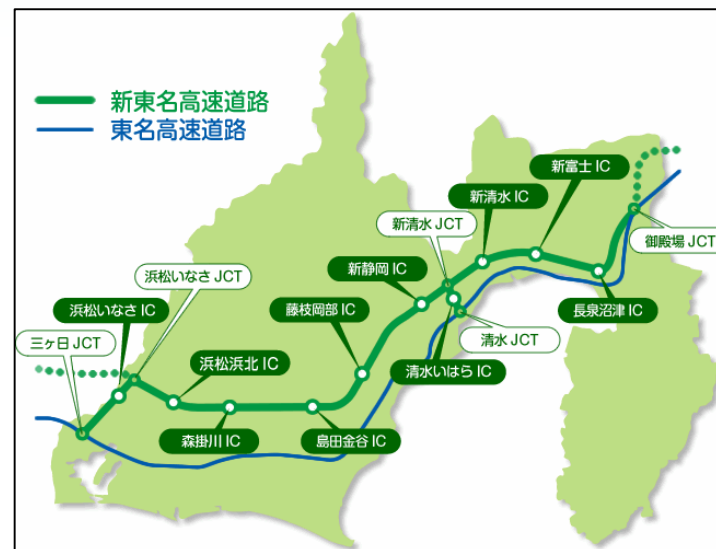 新東名高速道路
東名高速道路
新富士 IC
新清水 IC
新清水 JCT
御殿場 JCT
新静岡 IC
浜松いなさ JCT
浜松いなさ IC
藤枝岡部 IC
長泉沼津 IC
三ヶ日 JCT
清水 JCT
浜松浜北 IC
清水いはら IC
森掛川 IC
島田金谷 IC